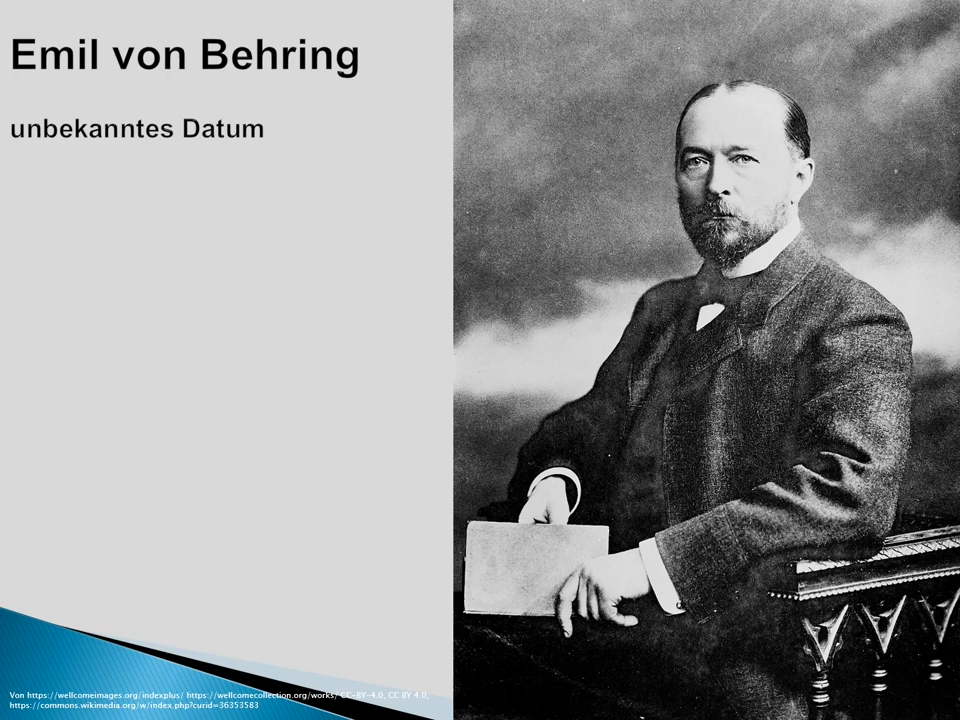 Emil von Behring
unbekanntes Datum
Von https://wellcomeimages.org/indexplus/ https://wellcomecollection.org/works/ CC-BY-4.0, CC BY 4.0,
https://commons.wikimedia.org/w/index.php?curid=36353583